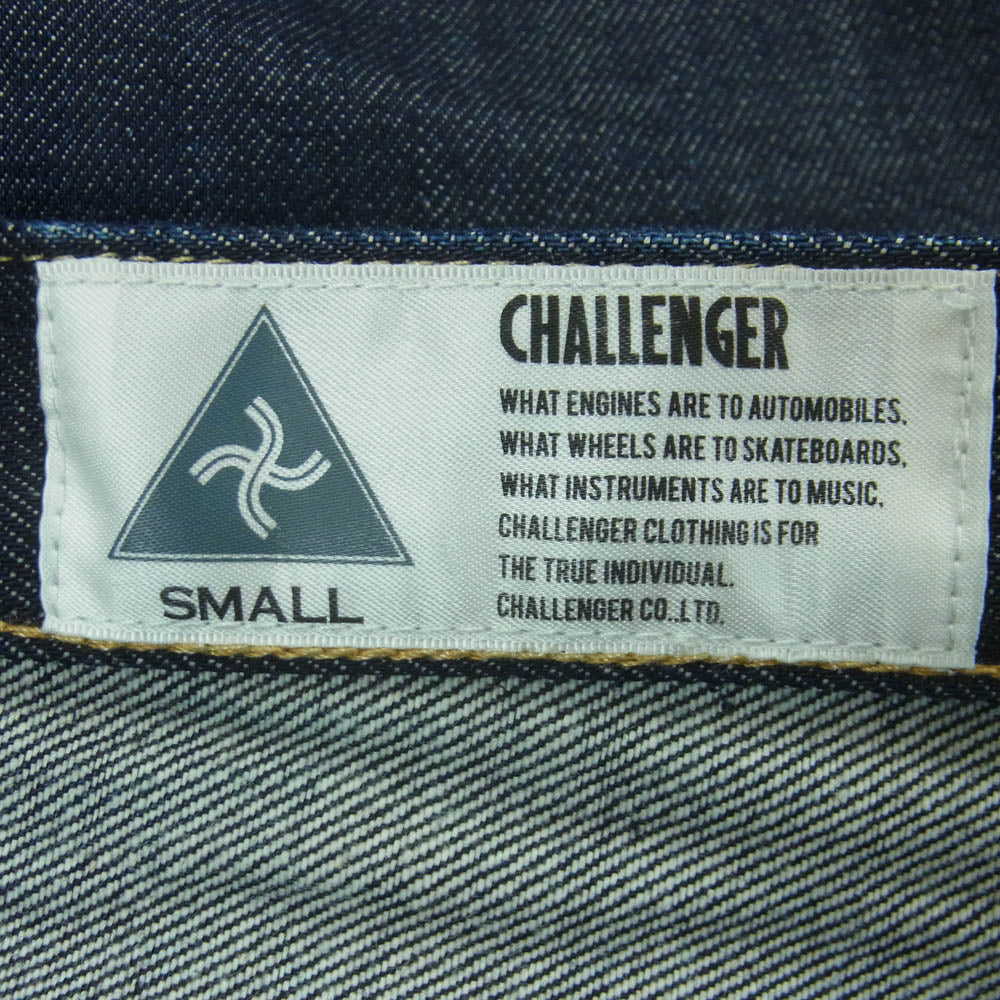 SMALL
CHALLENGER
WHAT ENGINES ARE TO AUTOMOBILES,
WHAT WHEELS ARE TO SKATEBOARDS,
WHAT INSTRUMENTS ARE TO MUSIC,
CHALLENGER CLOTHING IS FOR
THE TRUE INDIVIDUAL.
CHALLENGER CO.,LTD.